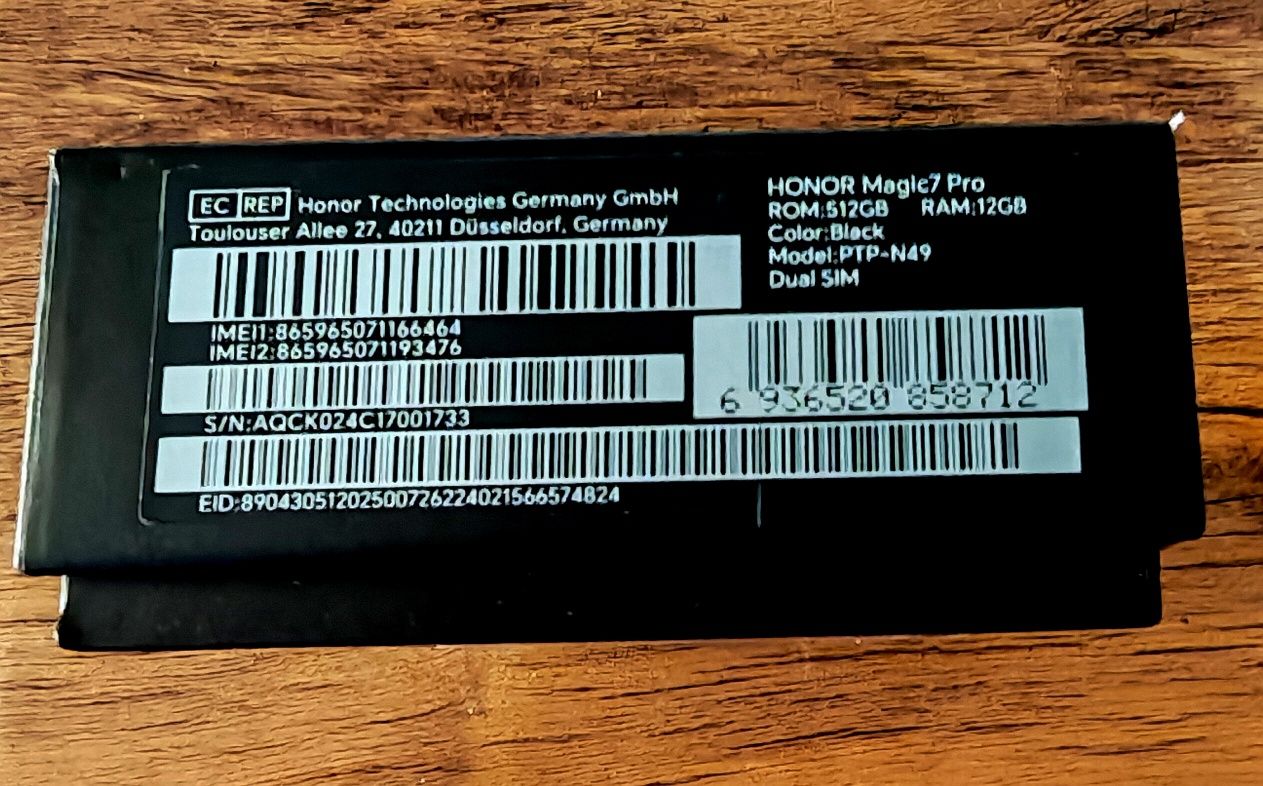 EC REP Honor Technologies Germany GmbH
Toulouser Allee 27, 40211 Düsseldorf, Germany
IMEI1:865965071166464
IMEI2:865965071193476
S/N:AQCK024C17001733
EID:89043051202500726224021566574824
HONOR Magic7 Pro
ROM:512GB RAM:12GB
Color:Black
Model:PTP-N49
Dual SIM
6 936520 858712